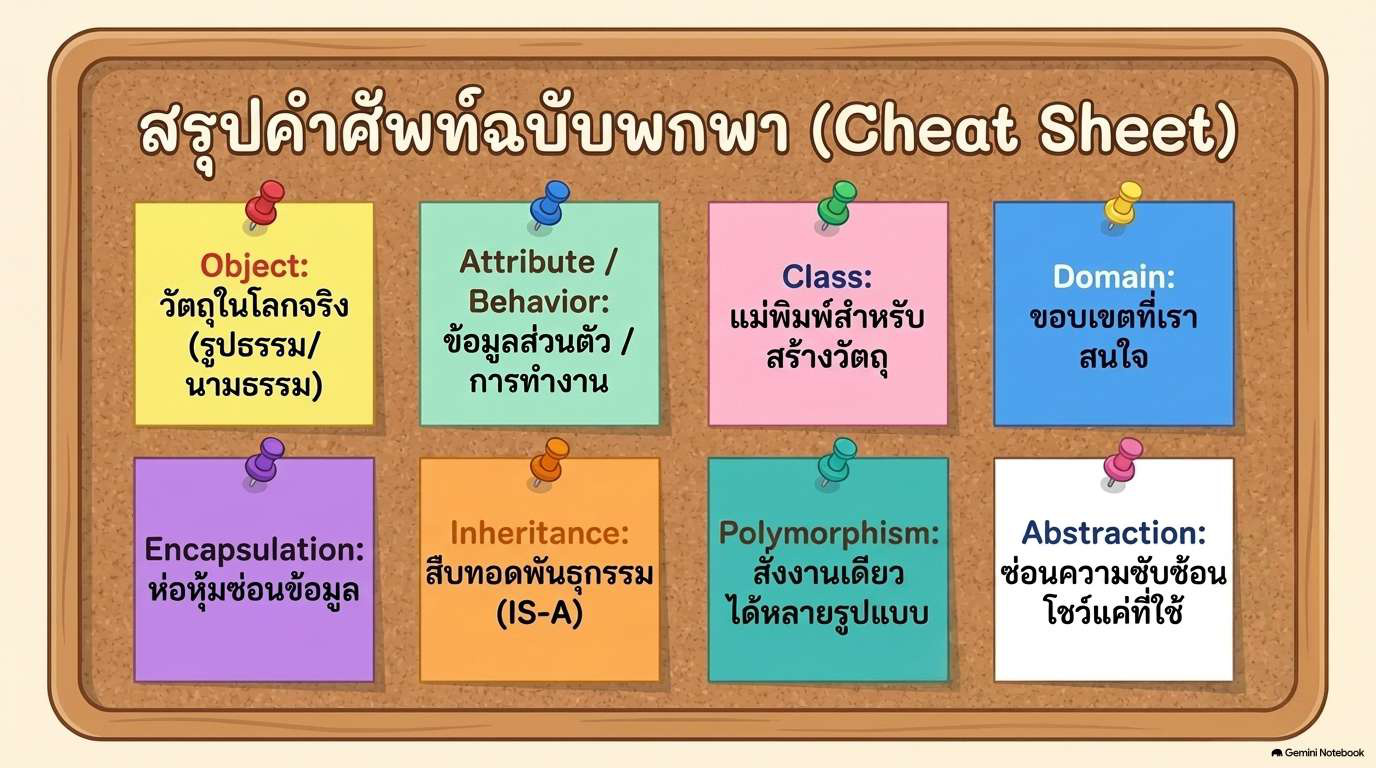 สรุปคำศัพท์ฉบับพกพา (Cheat Sheet)
Object:
วัตถุในโลกจริง
(รูปธรรม/
นามธรรม)
Attribute /
Behavior:
ข้อมูลส่วนตัว /
การทำงาน
Class:
แม่พิมพ์สำหรับ
สร้างวัตถุ
Domain:
ขอบเขตที่เรา
สนใจ
Encapsulation:
ห่อหุ้มซ่อนข้อมูล
Inheritance:
สืบทอดพันธุกรรม
(IS-A)
Polymorphism:
สั่งงานเดียว
ได้หลายรูปแบบ
Abstraction:
ซ่อนความซับซ้อน
โชว์แค่ที่ใช้
Gemini Notebook